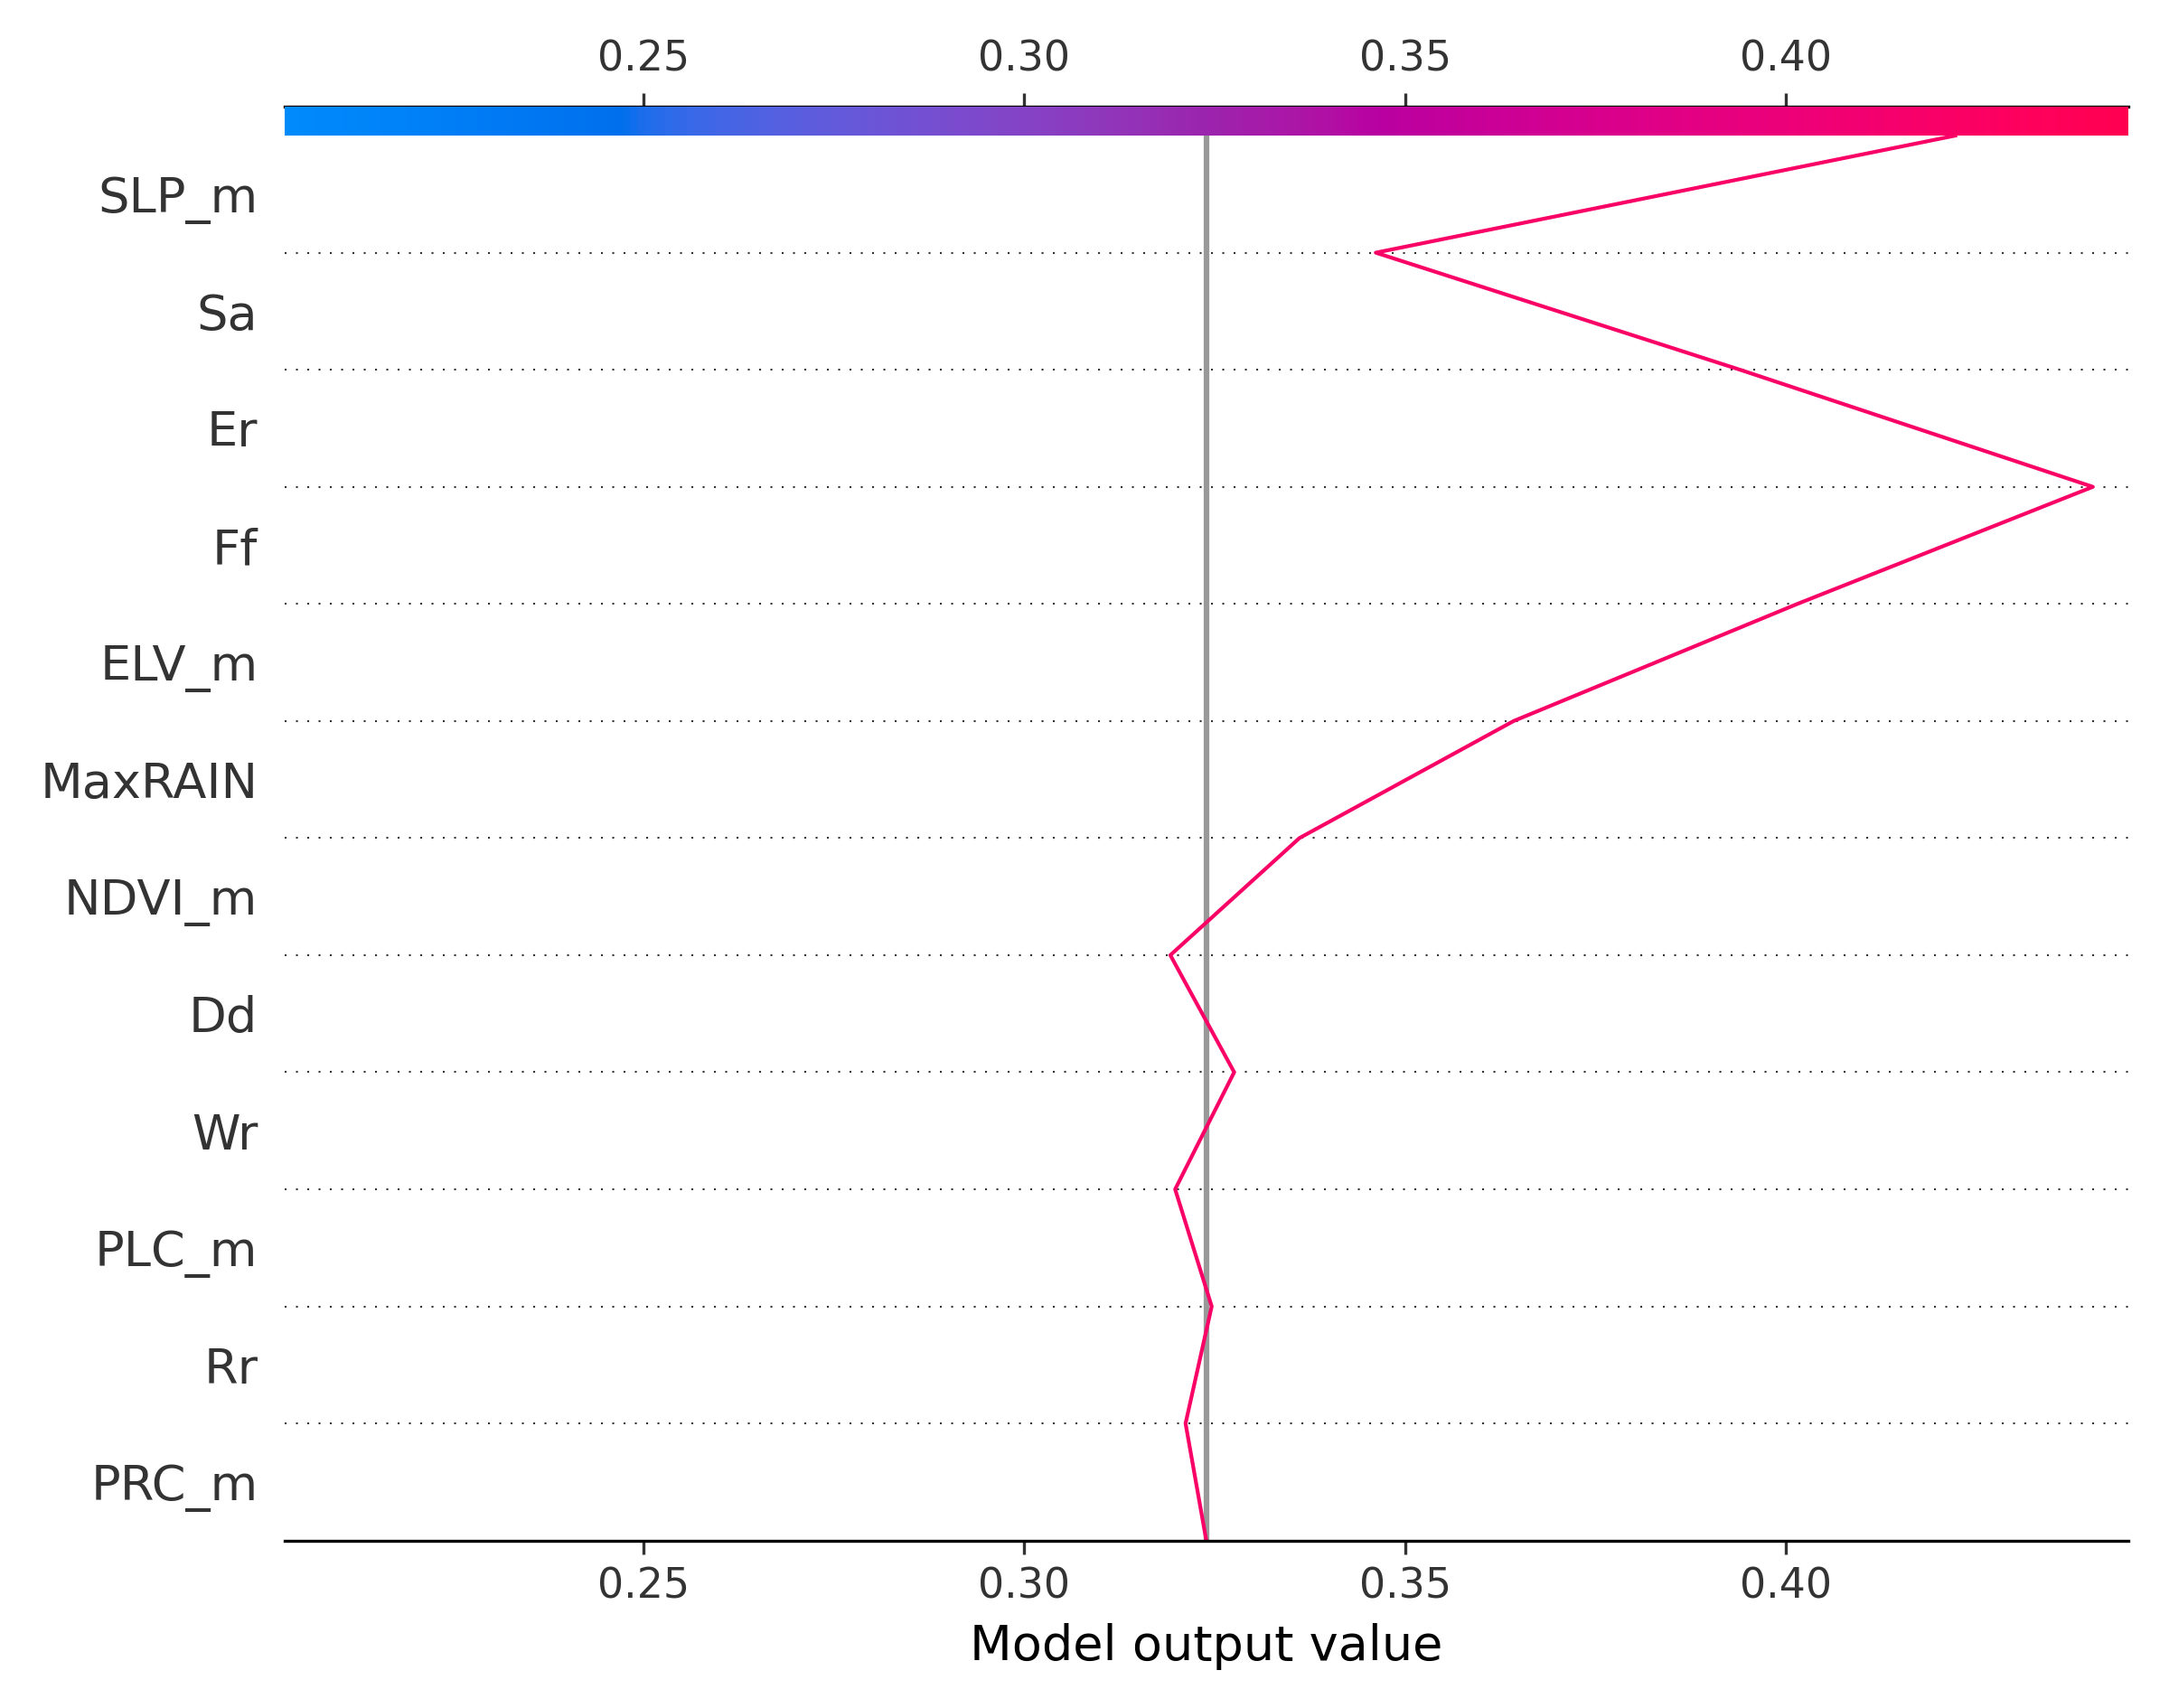 0.25 0.30 0.35 0.40
SLP_m
Sa
Er
Ff
ELV_m
MaxRAIN
NDVI_m
Dd
Wr
PLC_m
Rr
PRC_m
0.25 0.30 0.35 0.40
Model output value